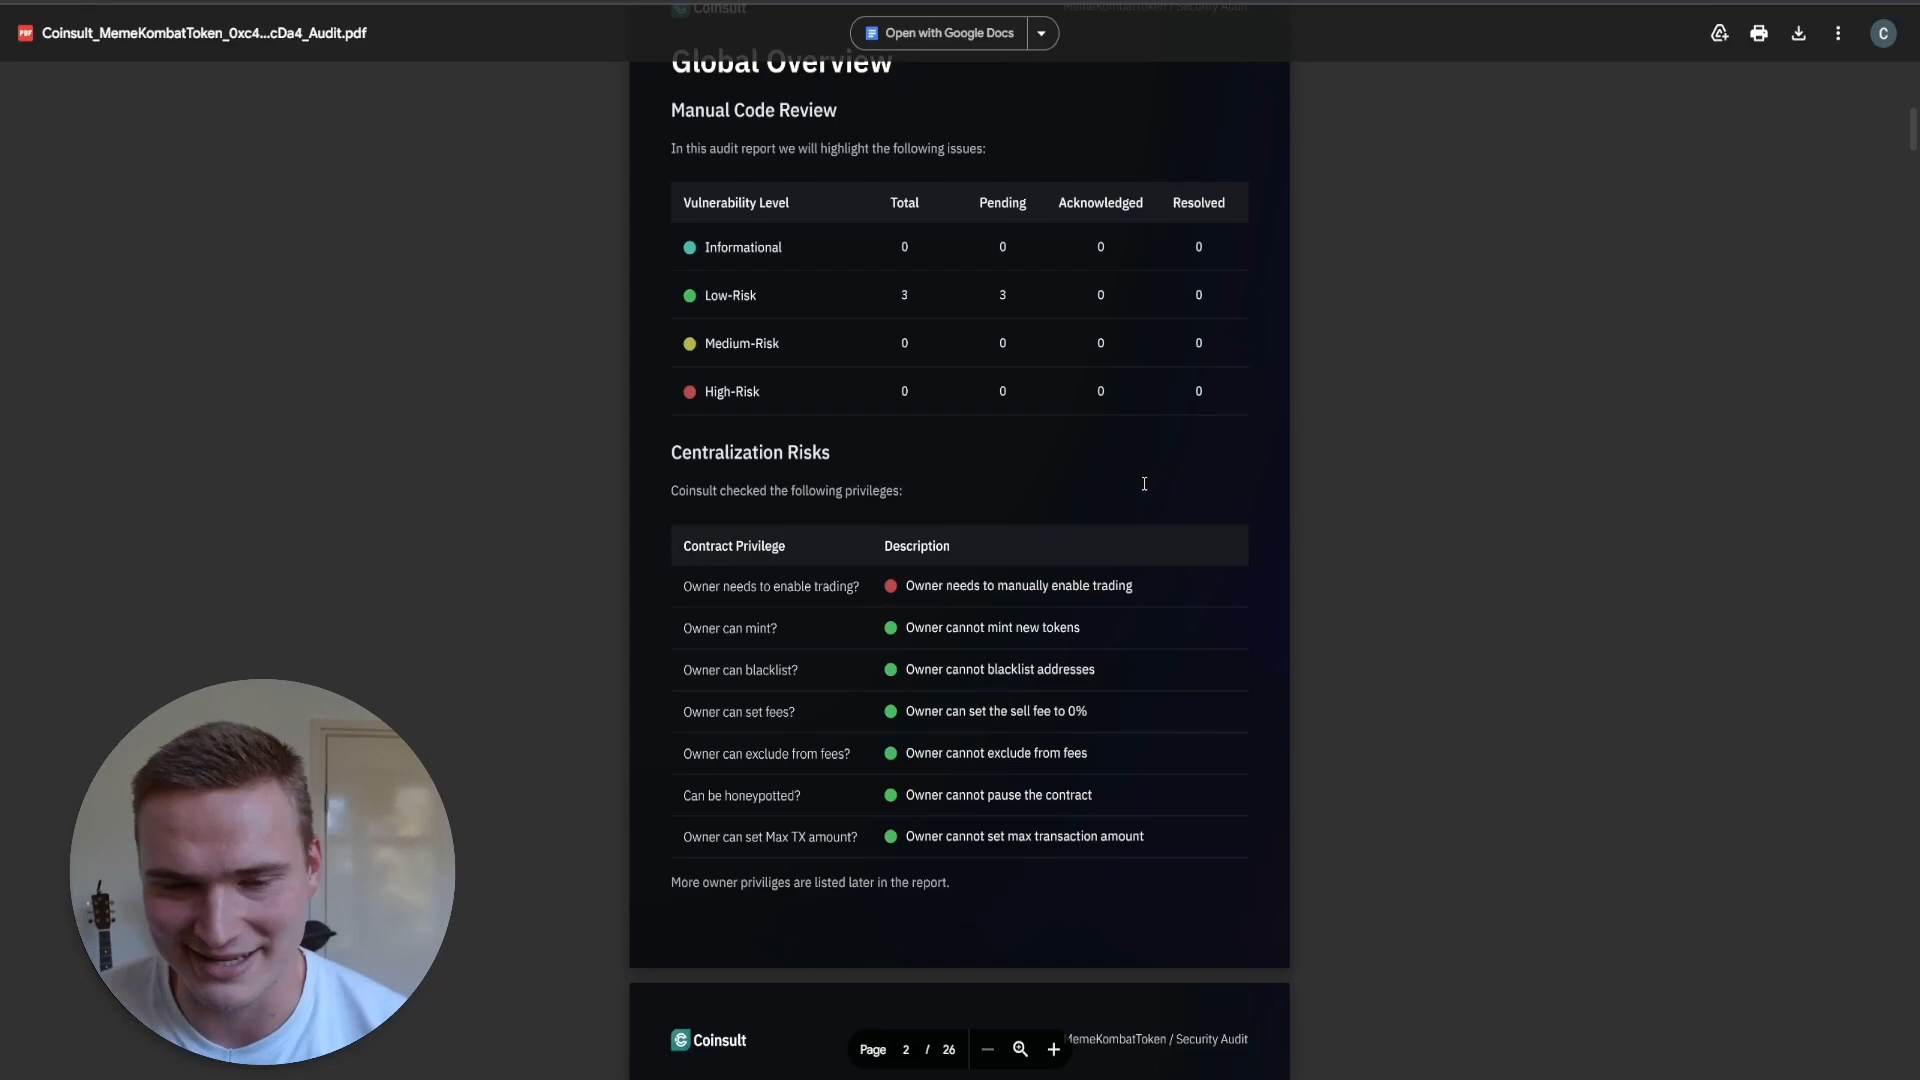 Coinsult
MemeKombatToken / Security Audit
PDF
Coinsult_MemeKombatToken_0xc4...cDa4_Audit.pdf
Open with Google Docs
C
Global Overview
Manual Code Review
In this audit report we will highlight the following issues:
Vulnerability Level Total Pending Acknowledged Resolved
Informational 0 0 0 0
Low-Risk 3 3 0 0
Medium-Risk 0 0 0 0
High-Risk 0 0 0 0
Centralization Risks
Coinsult checked the following privileges:
Contract Privilege Description
Owner needs to enable trading? Owner needs to manually enable trading
Owner can mint? Owner cannot mint new tokens
Owner can blacklist? Owner cannot blacklist addresses
Owner can set fees? Owner can set the sell fee to 0%
Owner can exclude from fees? Owner cannot exclude from fees
Can be honeypotted? Owner cannot pause the contract
Owner can set Max TX amount? Owner cannot set max transaction amount
More owner priviliges are listed later in the report.
Coinsult
MemeKombatToken / Security Audit
Page 2 / 26